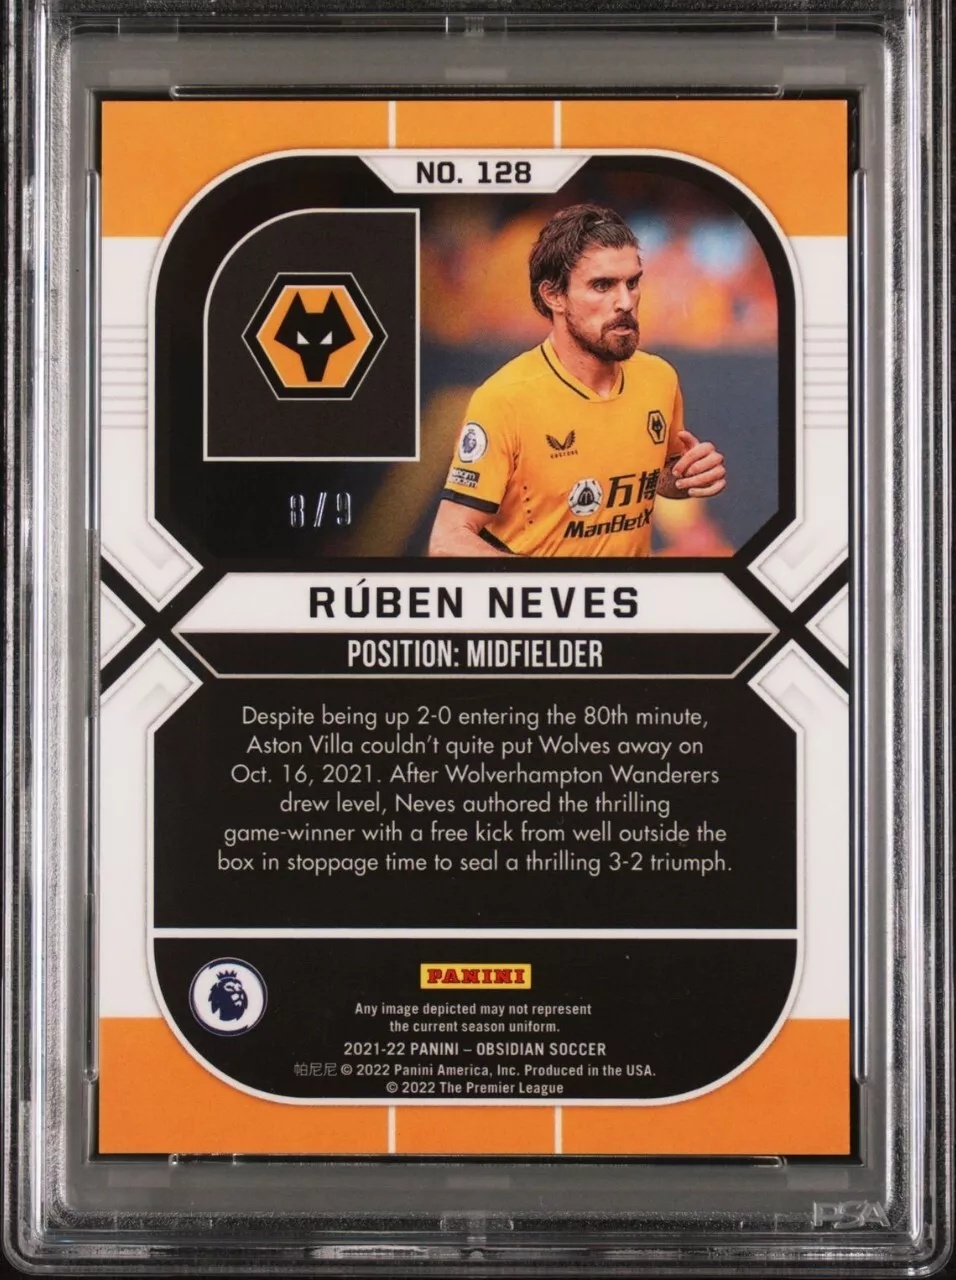 NO. 128
8/9
CASTORE
万博
ManBetX
RÚBEN NEVES
POSITION: MIDFIELDER
Despite being up 2-0 entering the 80th minute,
Aston Villa couldn't quite put Wolves away on
Oct. 16, 2021. After Wolverhampton Wanderers
drew level, Neves authored the thrilling
game-winner with a free kick from well outside the
box in stoppage time to seal a thrilling 3-2 triumph.
PANINI
Any image depicted may not represent
the current season uniform.
2021-22 PANINI – OBSIDIAN SOCCER
帕尼尼 © 2022 Panini America, Inc. Produced in the USA.
© 2022 The Premier League
PSA